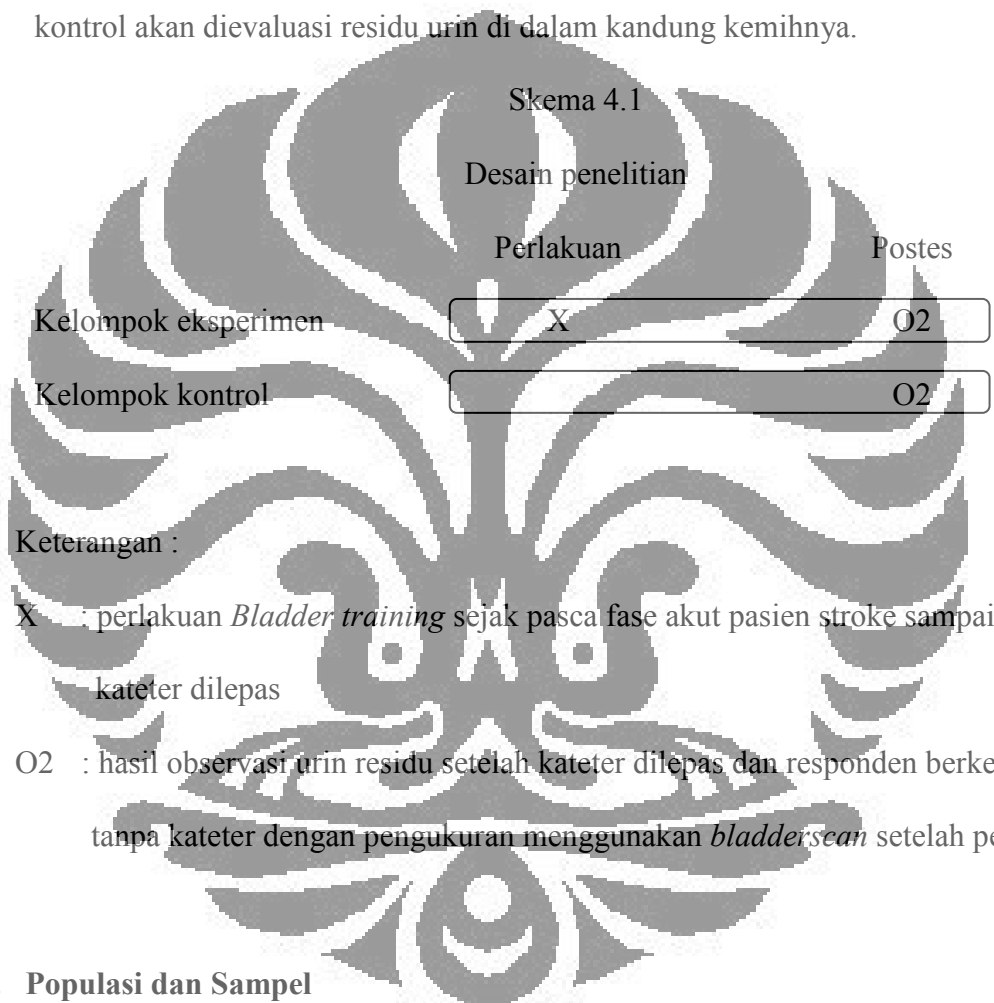 kontrol akan dievaluasi residu urin di dalam kandung kemihnya.
Skema 4.1
Desain penelitian
Perlakuan Postes
Kelompok eksperimen X O2
Kelompok kontrol O2
Keterangan :
X : perlakuan Bladder training sejak pasca fase akut pasien stroke sampai
kateter dilepas
O2 : hasil observasi urin residu setelah kateter dilepas dan responden berke
tanpa kateter dengan pengukuran menggunakan bladderscan setelah pe
Populasi dan Sampel